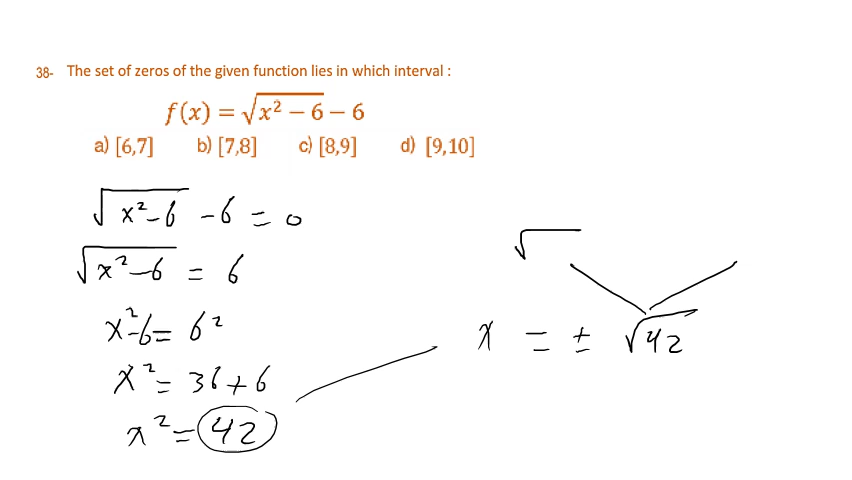 38- The set of zeros of the given function lies in which interval :
f(x) = √(x² − 6) − 6
a) [6,7] b) [7,8] c) [8,9] d) [9,10]
√(x²-6) -6 = 0
√(x²-6) = 6
x²-6= 6²
x²= 36+6
x²= 42
√
x = ± √42